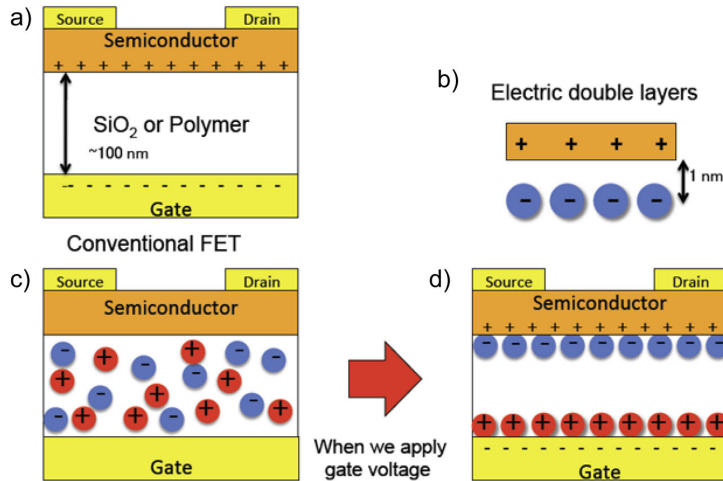 a)
Source Drain
Semiconductor
+ + + + + + + + + + +
SiO₂ or Polymer
~100 nm
- - - - - - - - - - -
Gate
Conventional FET
b)
Electric double layers
+ + + +
1 nm
- - - -
c)
Source Drain
Semiconductor
Gate
When we apply
gate voltage
d)
Source Drain
Semiconductor
+ + + + + + + + + +
- - - - - - - - -
+ + + + + + + + +
- - - - - - - - - -
Gate